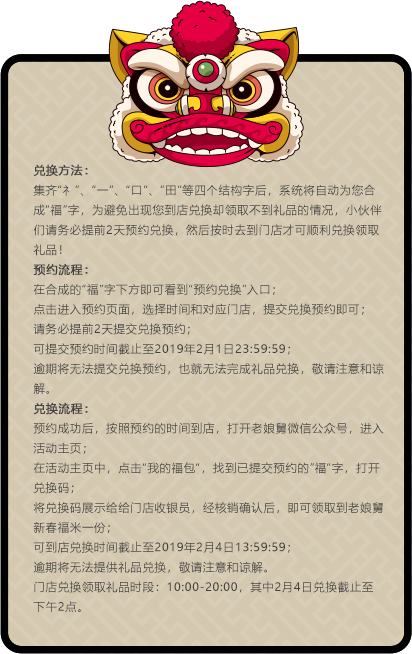 兑换方法：
集齐“礻”、“一”、“口”、“田”等四个结构字后，系统将自动为您合
成“福”字，为避免出现您到店兑换却领取不到礼品的情况，小伙伴
们请务必提前2天预约兑换，然后按时去到门店才可顺利兑换领取
礼品！
预约流程：
在合成的“福”字下方即可看到“预约兑换”入口；
点击进入预约页面，选择时间和对应门店，提交兑换预约即可；
请务必提前2天提交兑换预约；
可提交预约时间截止至2019年2月1日23:59:59；
逾期将无法提交兑换预约，也就无法完成礼品兑换，敬请注意和谅
解。
兑换流程：
预约成功后，按照预约的时间到店，打开老娘舅微信公众号，进入
活动主页；
在活动主页中，点击“我的福包”，找到已提交预约的“福”字，打开
兑换码；
将兑换码展示给给门店收银员，经核销确认后，即可领取到老娘舅
新春福米一份；
可到店兑换时间截止至2019年2月4日13:59:59；
逾期将无法提供礼品兑换，敬请注意和谅解。
门店兑换领取礼品时段：10:00-20:00，其中2月4日兑换截止至
下午2点。